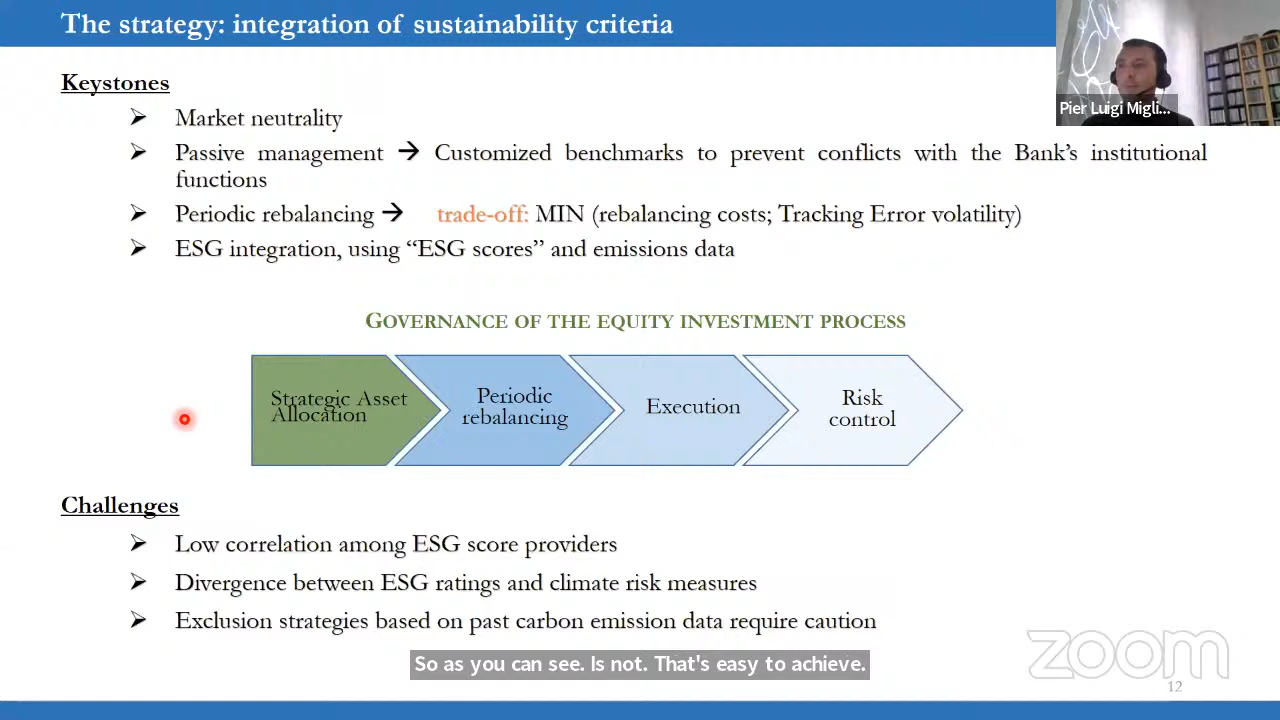 The strategy: integration of sustainability criteria
Pier Luigi Migli...
Keystones
➢ Market neutrality
➢ Passive management → Customized benchmarks to prevent conflicts with the Bank's institutional
functions
➢ Periodic rebalancing → trade-off: MIN (rebalancing costs; Tracking Error volatility)
➢ ESG integration, using “ESG scores” and emissions data
GOVERNANCE OF THE EQUITY INVESTMENT PROCESS
Strategic Asset
Allocation
Periodic
rebalancing
Execution
Risk
control
Challenges
➢ Low correlation among ESG score providers
➢ Divergence between ESG ratings and climate risk measures
➢ Exclusion strategies based on past carbon emission data require caution
So as you can see. Is not. That's easy to achieve.
zoom
12